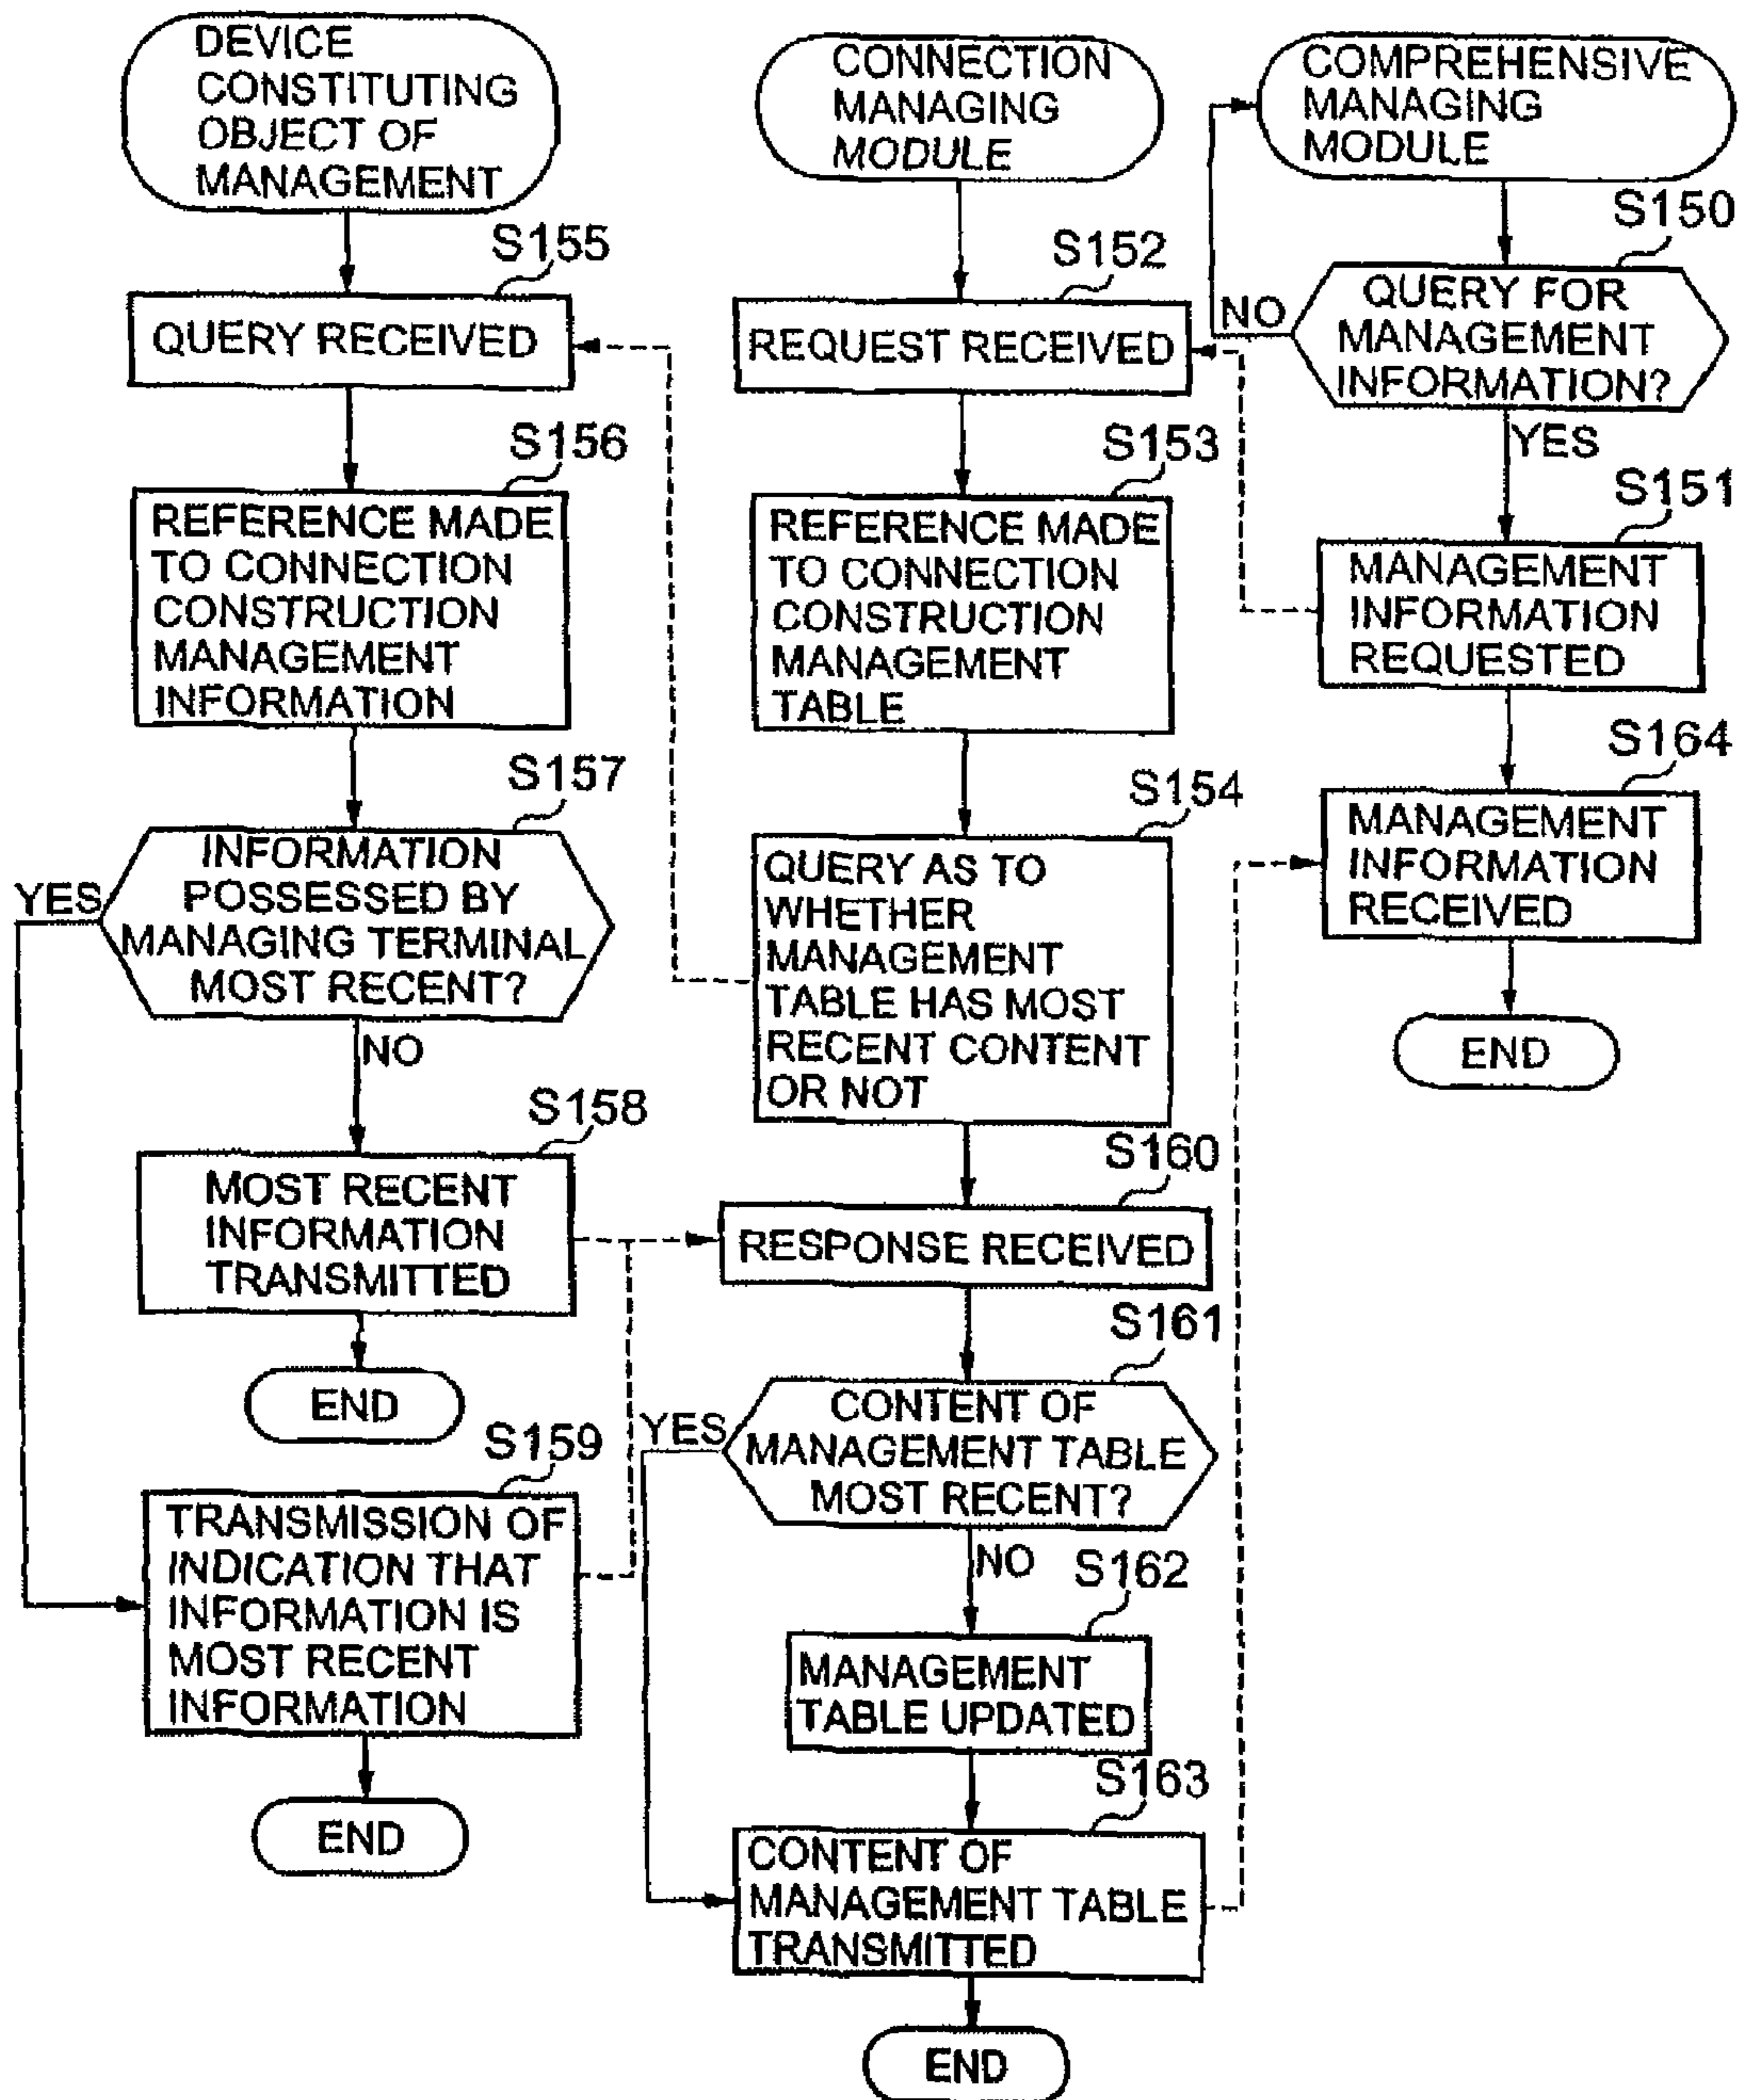 DEVICE
CONSTITUTING
OBJECT OF
MANAGEMENT
S155
QUERY RECEIVED
S156
REFERENCE MADE
TO CONNECTION
CONSTRUCTION
MANAGEMENT
INFORMATION
S157
INFORMATION
POSSESSED BY
MANAGING TERMINAL
MOST RECENT?
YES
NO
S158
MOST RECENT
INFORMATION
TRANSMITTED
END
S159
TRANSMISSION OF
INDICATION THAT
INFORMATION IS
MOST RECENT
INFORMATION
END
CONNECTION
MANAGING
MODULE
S152
REQUEST RECEIVED
S153
REFERENCE MADE
TO CONNECTION
CONSTRUCTION
MANAGEMENT
TABLE
S154
QUERY AS TO
WHETHER
MANAGEMENT
TABLE HAS MOST
RECENT CONTENT
OR NOT
S160
RESPONSE RECEIVED
S161
CONTENT OF
MANAGEMENT TABLE
MOST RECENT?
YES
NO
S162
MANAGEMENT
TABLE UPDATED
S163
CONTENT OF
MANAGEMENT TABLE
TRANSMITTED
END
COMPREHENSIVE
MANAGING
MODULE
S150
QUERY FOR
MANAGEMENT
INFORMATION?
NO
YES
S151
MANAGEMENT
INFORMATION
REQUESTED
S164
MANAGEMENT
INFORMATION
RECEIVED
END